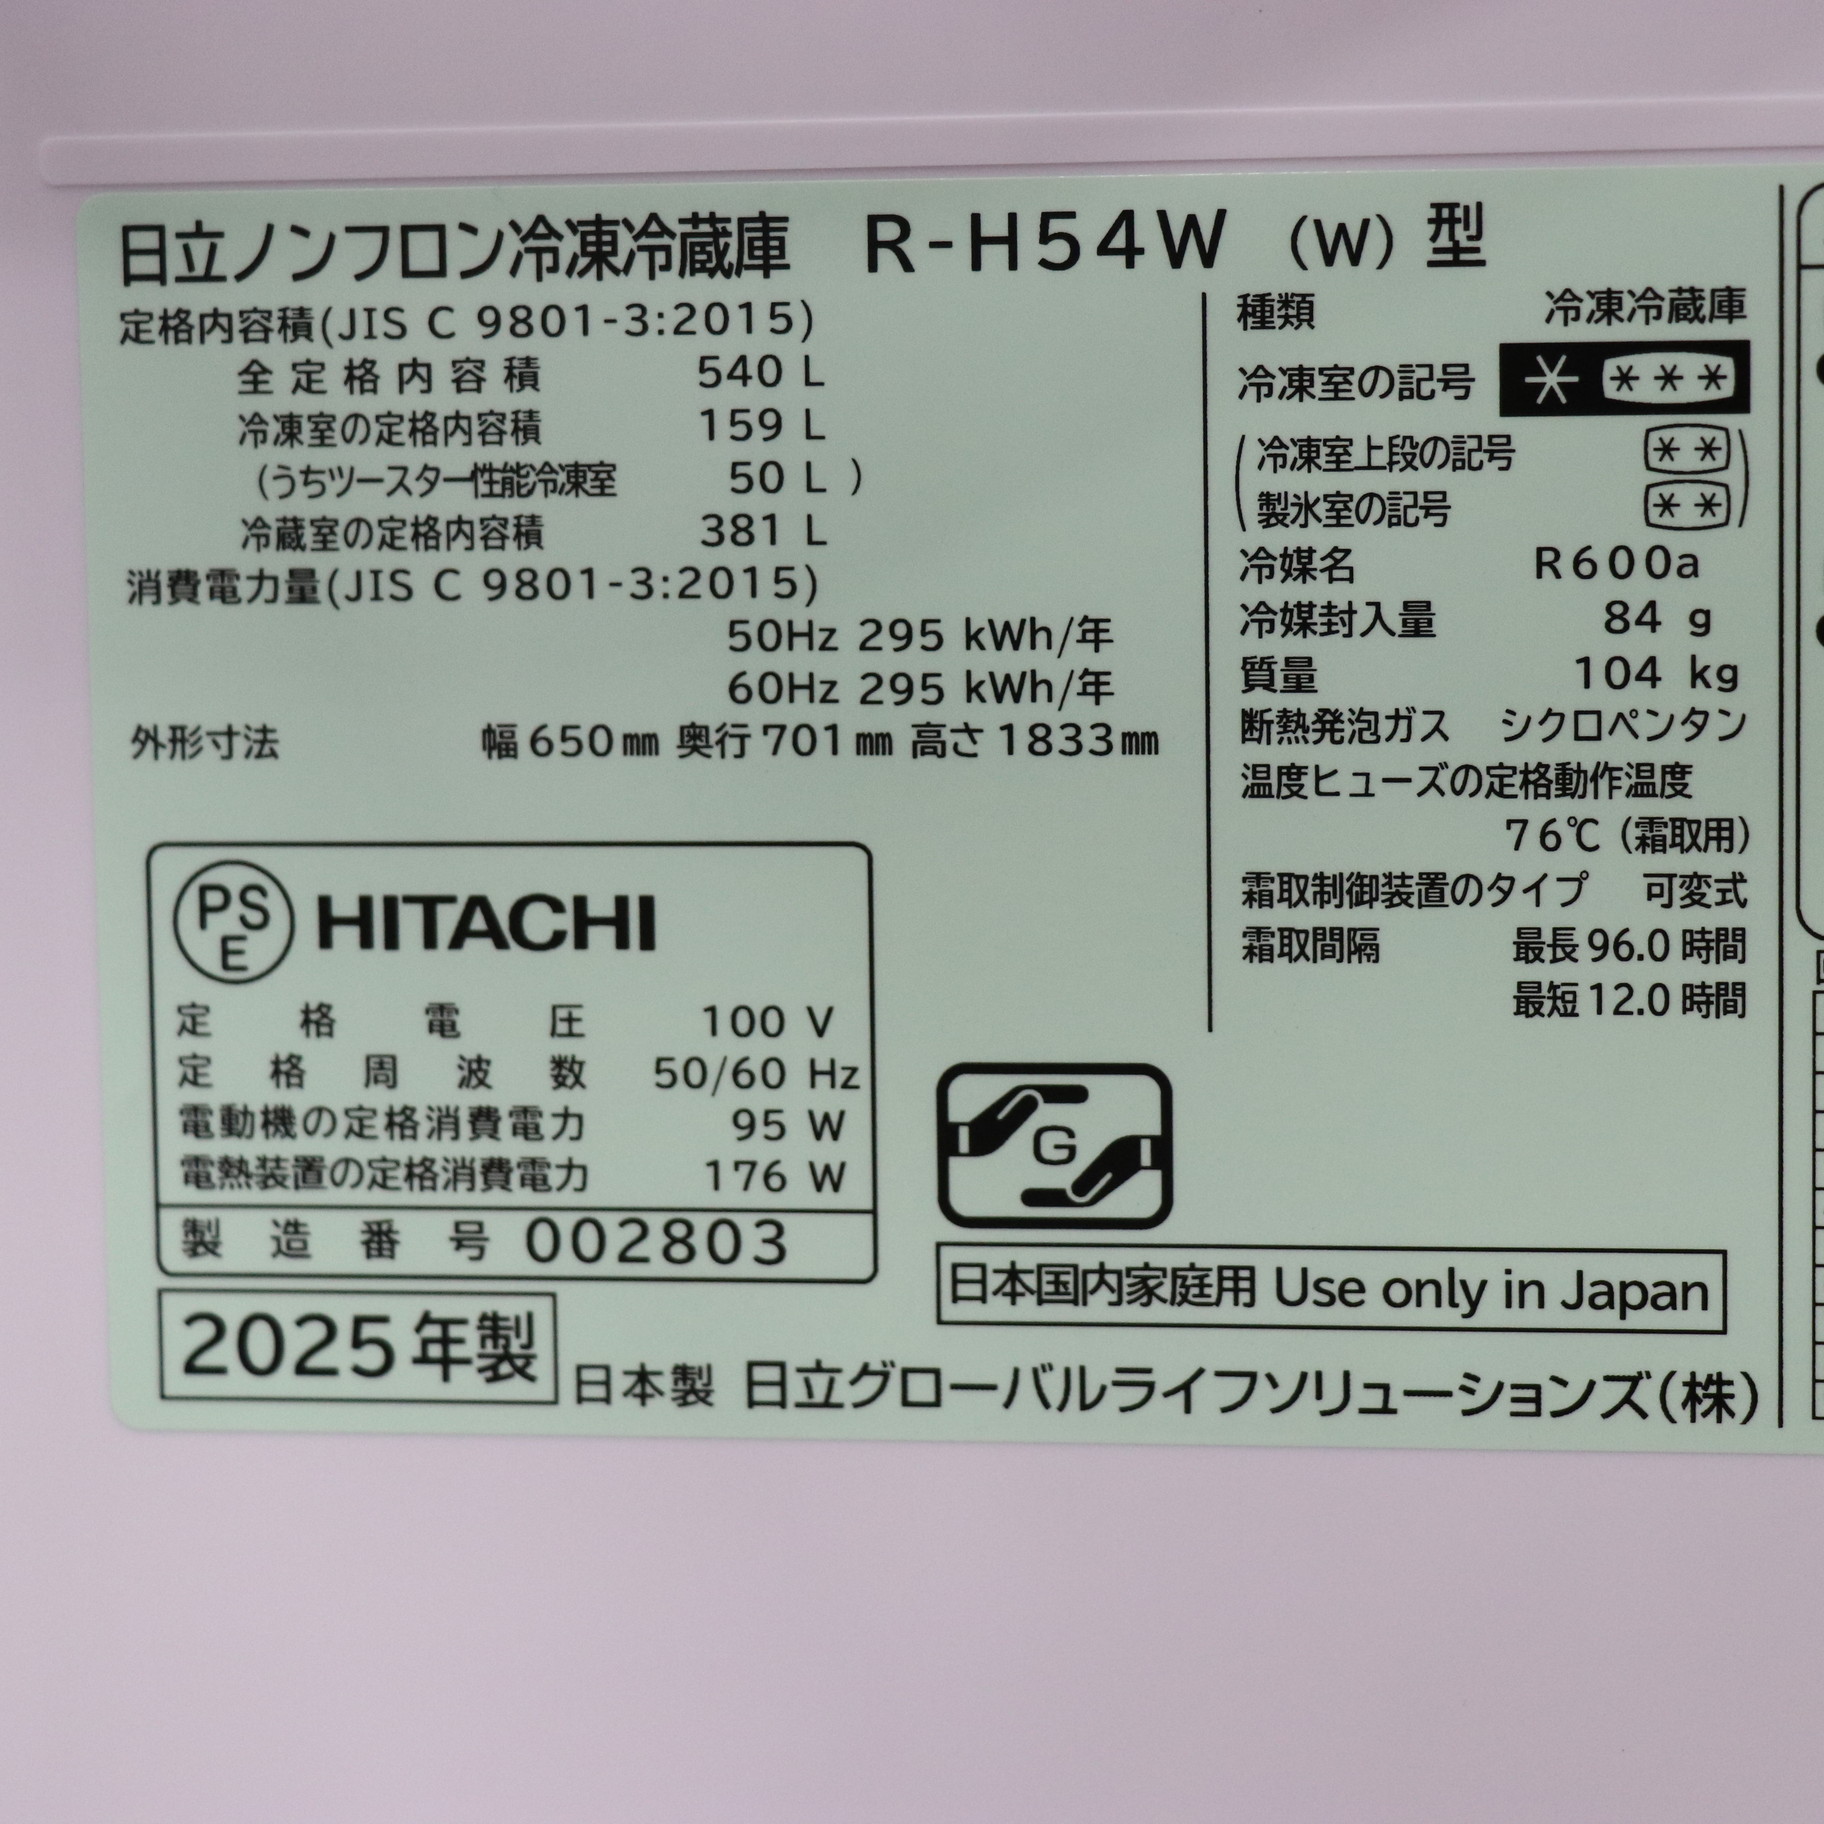 日立ノンフロン冷凍冷蔵庫 R-H54W (W) 型
定格内容積(JIS C 9801-3:2015)
全定格内容積 540 L
冷凍室の定格内容積 159 L
(うちツースター性能冷凍室 50 L )
冷蔵室の定格内容積 381 L
消費電力量(JIS C 9801-3:2015)
50Hz 295 kWh/年
60Hz 295 kWh/年
外形寸法 幅650㎜ 奥行701㎜ 高さ1833㎜
種類 冷凍冷蔵庫
冷凍室の記号 * ***
(冷凍室上段の記号 **
製氷室の記号 **)
冷媒名 R600a
冷媒封入量 84 g
質量 104 kg
断熱発泡ガス シクロペンタン
温度ヒューズの定格動作温度
76℃ (霜取用)
霜取制御装置のタイプ 可変式
霜取間隔 最長 96.0 時間
最短 12.0 時間
PSE HITACHI
定格電圧 100 V
定格周波数 50/60 Hz
電動機の定格消費電力 95 W
電熱装置の定格消費電力 176 W
製造番号 002803
G
日本国内家庭用 Use only in Japan
2025年製 日本製 日立グローバルライフソリューションズ(株)